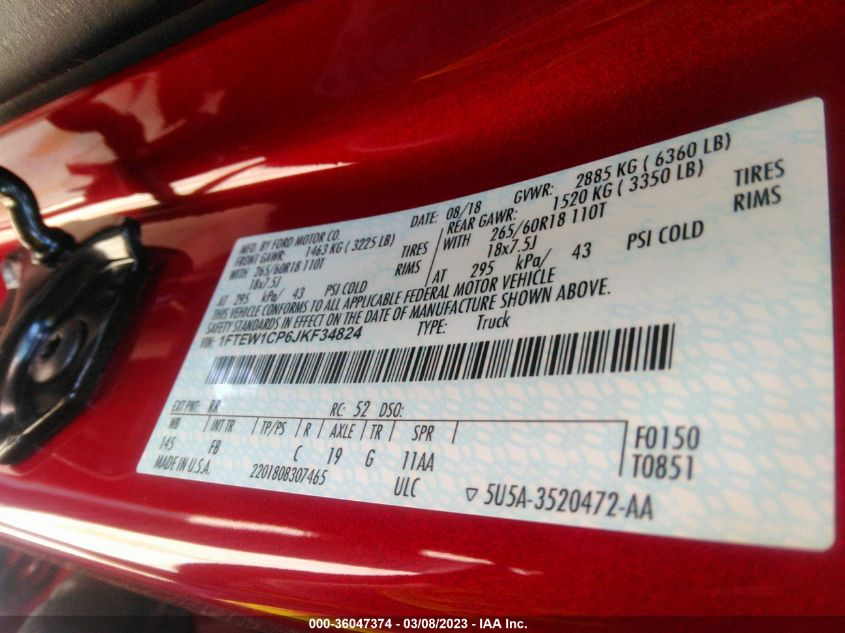 MFG. BY FORD MOTOR CO.
DATE: 08/18 GVWR: 2885 KG ( 6360 LB)
FRONT GAWR: 1463 KG ( 3225 LB) REAR GAWR: 1520 KG ( 3350 LB)
WITH 265/60R18 110T TIRES WITH 265/60R18 110T TIRES
18x7.5J RIMS 18x7.5J RIMS
AT 295 kPa/ 43 PSI COLD AT 295 kPa/ 43 PSI COLD
THIS VEHICLE CONFORMS TO ALL APPLICABLE FEDERAL MOTOR VEHICLE
SAFETY STANDARDS IN EFFECT ON THE DATE OF MANUFACTURE SHOWN ABOVE.
VIN: 1FTEW1CP6JKF34824 TYPE: Truck
EXT PNT: RR RC: 52 DSO:
WB INT TR TP/PS R AXLE TR SPR
145 FB C 19 G 11AA F0150
MADE IN U.S.A. 2201808307465 ULC T0851
5U5A-3520472-AA
000-36047374 - 03/08/2023 - IAA Inc.